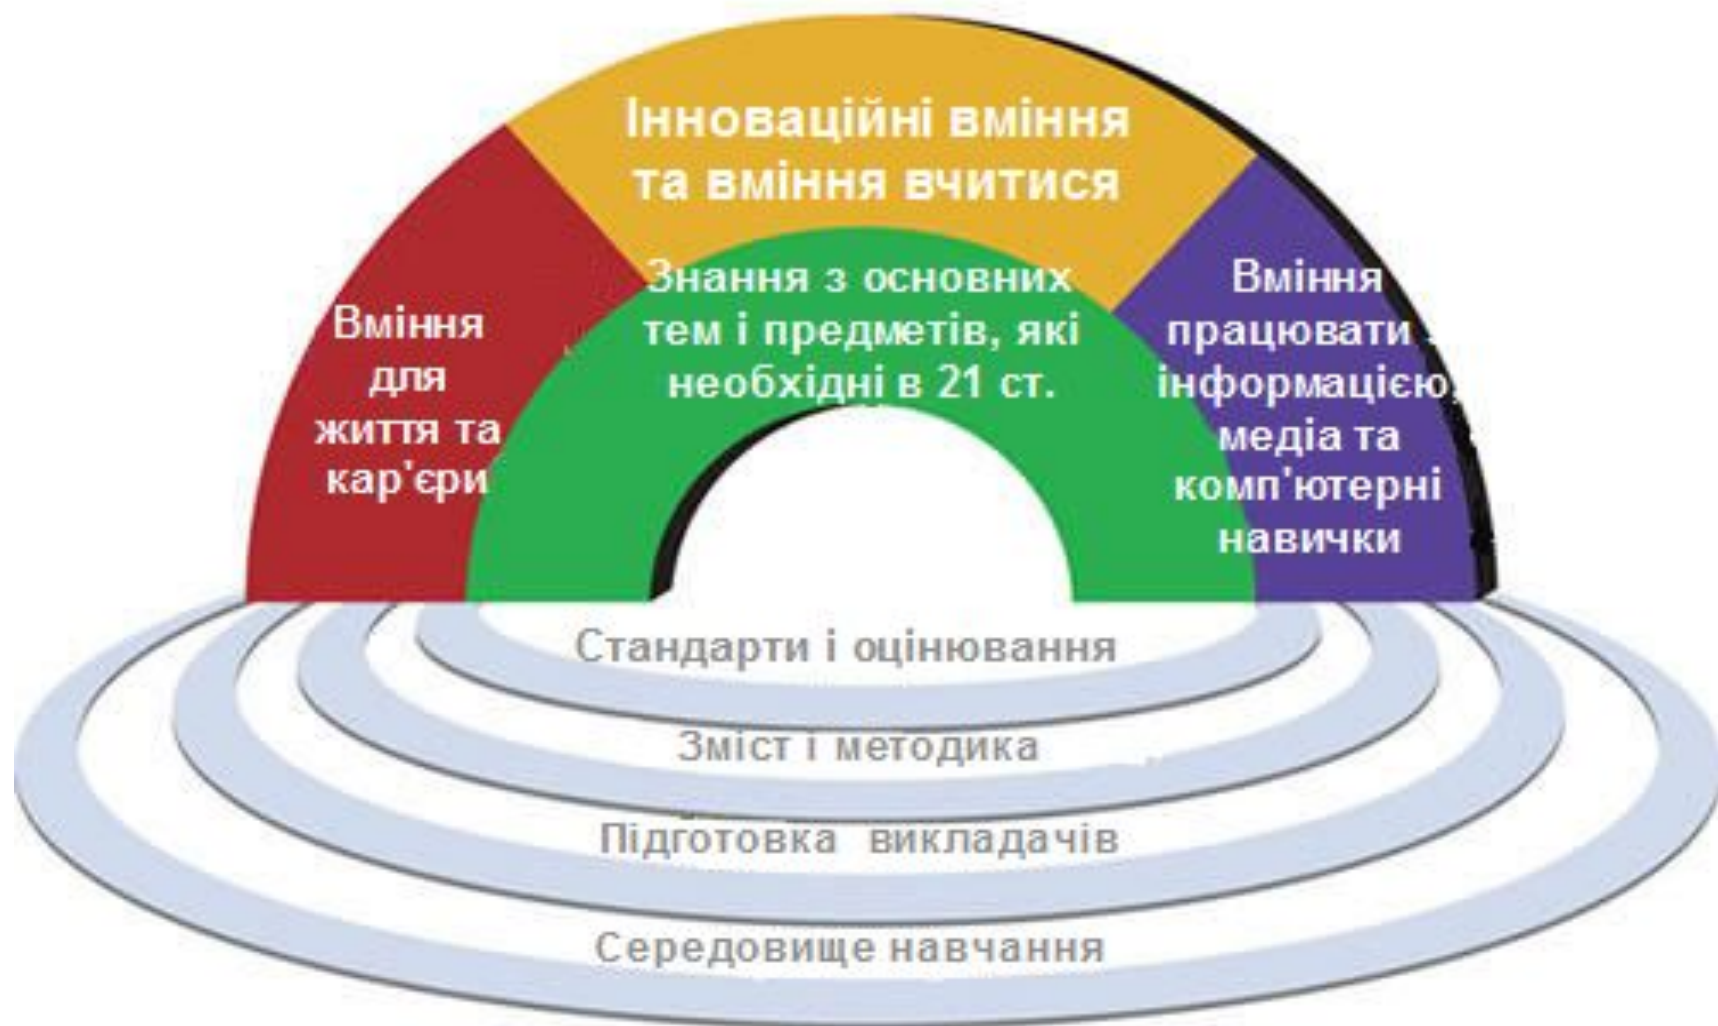 Інноваційні вміння
та вміння вчитися
Знання з основних
тем і предметів, які
необхідні в 21 ст.
Вміння
для
життя та
кар'єри
Вміння
працювати
інформацією,
медіа та
комп'ютерні
навички
Стандарти і оцінювання
Зміст і методика
Підготовка викладачів
Середовище навчання